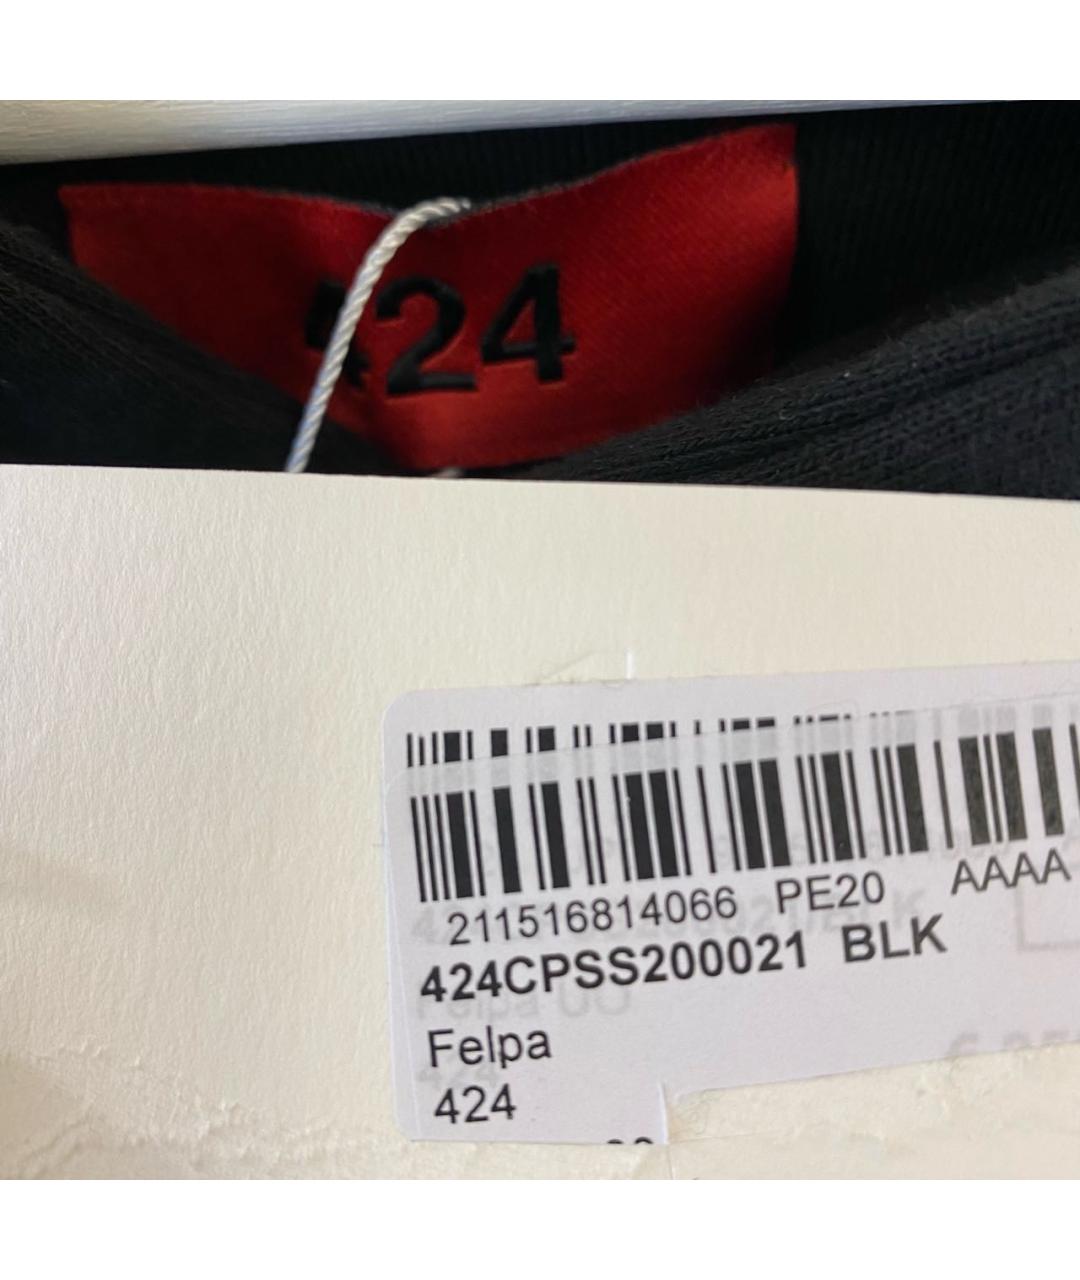 424
211516814066 PE20 AAAA
424CPSS200021 BLK
Felpa
424